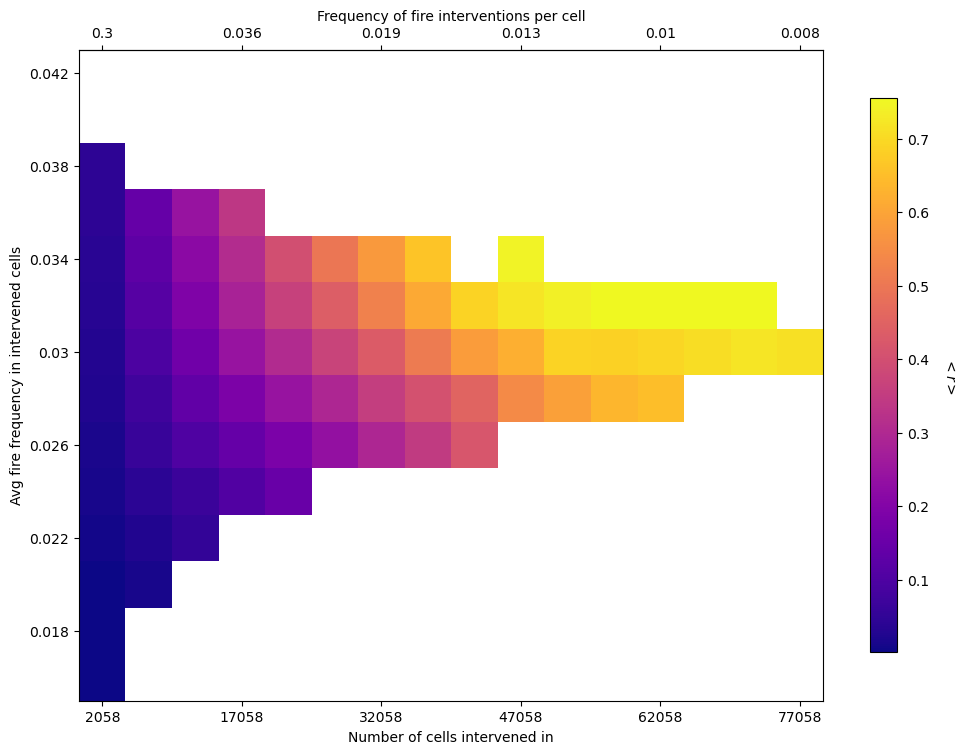 Frequency of fire interventions per cell
0.3 0.036 0.019 0.013 0.01 0.008
0.042
0.038
0.034
0.03
0.026
0.022
0.018
Avg fire frequency in intervened cells
2058 17058 32058 47058 62058 77058
Number of cells intervened in
0.7
0.6
0.5
0.4
0.3
0.2
0.1
< r >